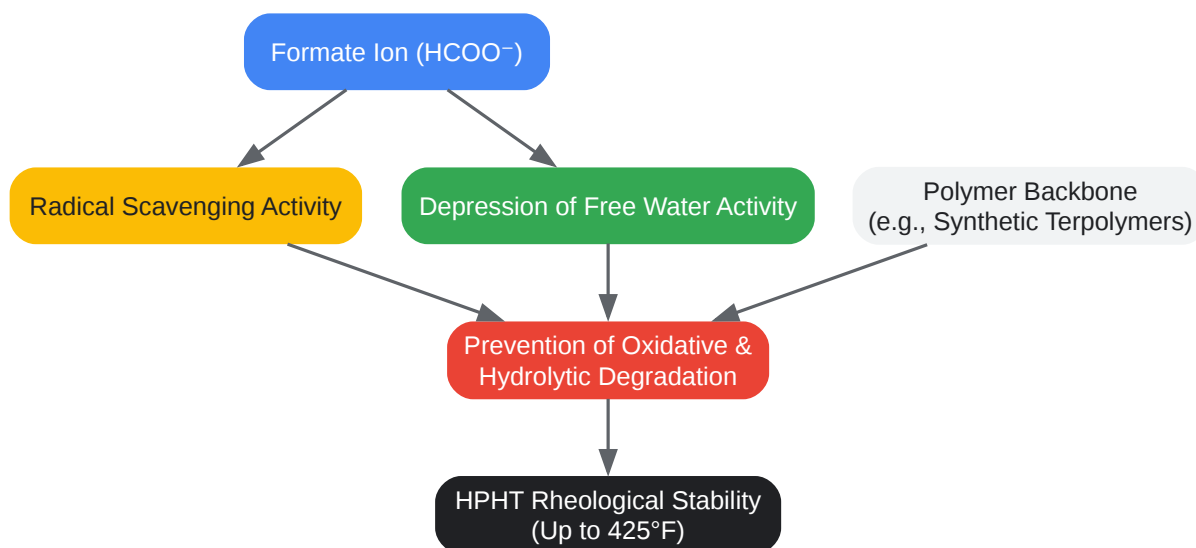 Formate Ion (HCOO⁻)
Radical Scavenging Activity
Depression of Free Water Activity
Polymer Backbone
(e.g., Synthetic Terpolymers)
Prevention of Oxidative &
Hydrolytic Degradation
HPHT Rheological Stability
(Up to 425°F)